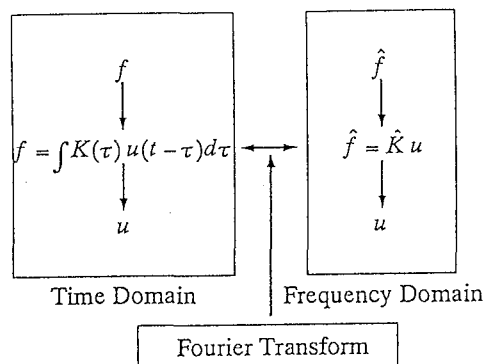 f
f̂
f = ∫K(τ) u(t − τ)dτ
f̂ = K̂ u
u
u
Time Domain
Frequency Domain
Fourier Transform